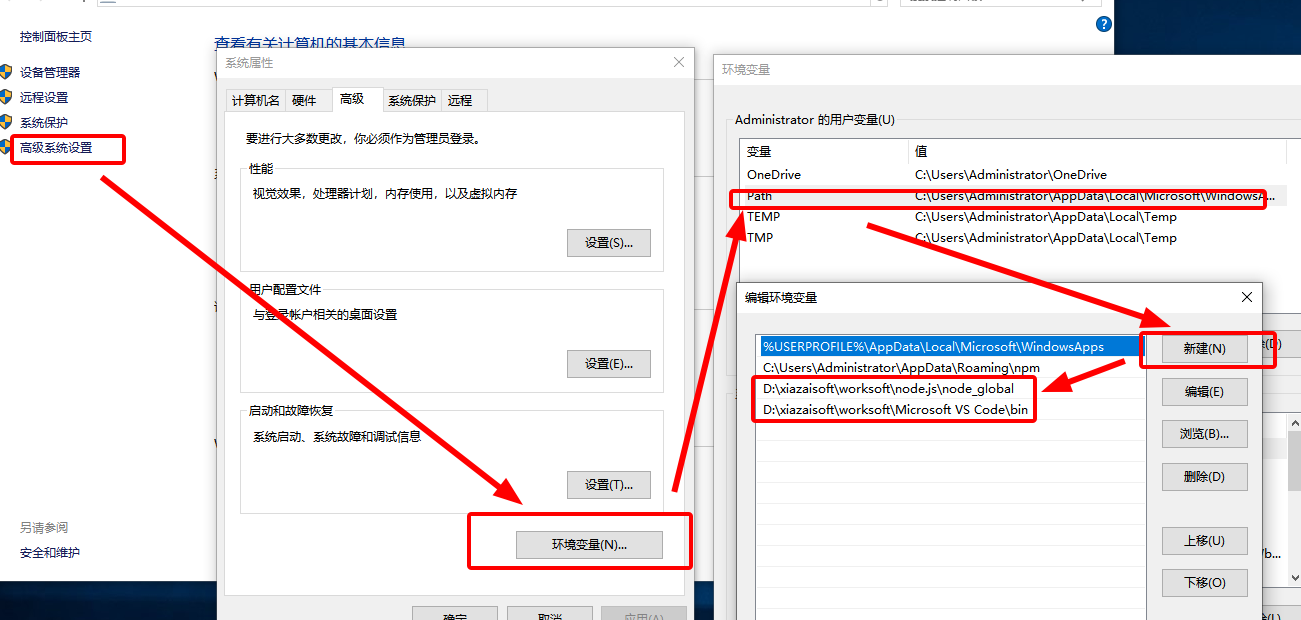 控制面板主页
设备管理器
远程设置
系统保护
高级系统设置
另请参阅
安全和维护
查看有关计算机的基本信息
系统属性
计算机名 硬件 高级 系统保护 远程
要进行大多数更改，你必须作为管理员登录。
性能
视觉效果，处理器计划，内存使用，以及虚拟内存
设置(S)...
用户配置文件
与登录帐户相关的桌面设置
设置(E)...
启动和故障恢复
系统启动、系统故障和调试信息
设置(T)...
环境变量(N)...
确定 取消 应用(A)
环境变量
Administrator 的用户变量(U)
变量 值
OneDrive C:\Users\Administrator\OneDrive
Path C:\Users\Administrator\AppData\Local\Microsoft\WindowsA...
TEMP C:\Users\Administrator\AppData\Local\Temp
TMP C:\Users\Administrator\AppData\Local\Temp
编辑环境变量
%USERPROFILE%\AppData\Local\Microsoft\WindowsApps
C:\Users\Administrator\AppData\Roaming\npm
D:\xiazaisoft\worksoft\node.js\node_global
D:\xiazaisoft\worksoft\Microsoft VS Code\bin
新建(N)
编辑(E)
浏览(B)...
删除(D)
上移(U)
下移(O)